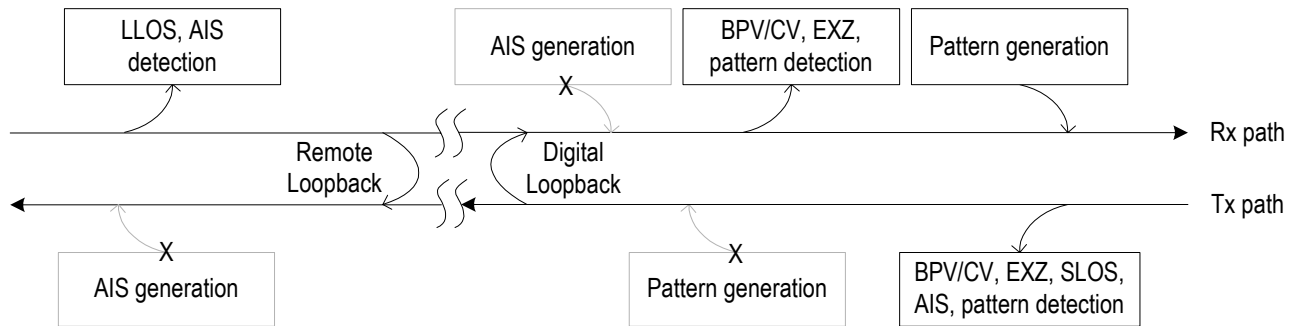 LLOS, AIS
detection
AIS generation
BPV/CV, EXZ,
pattern detection
Pattern generation
X
Rx path
Remote
Loopback
Digital
Loopback
Tx path
X
AIS generation
X
Pattern generation
BPV/CV, EXZ, SLOS,
AIS, pattern detection